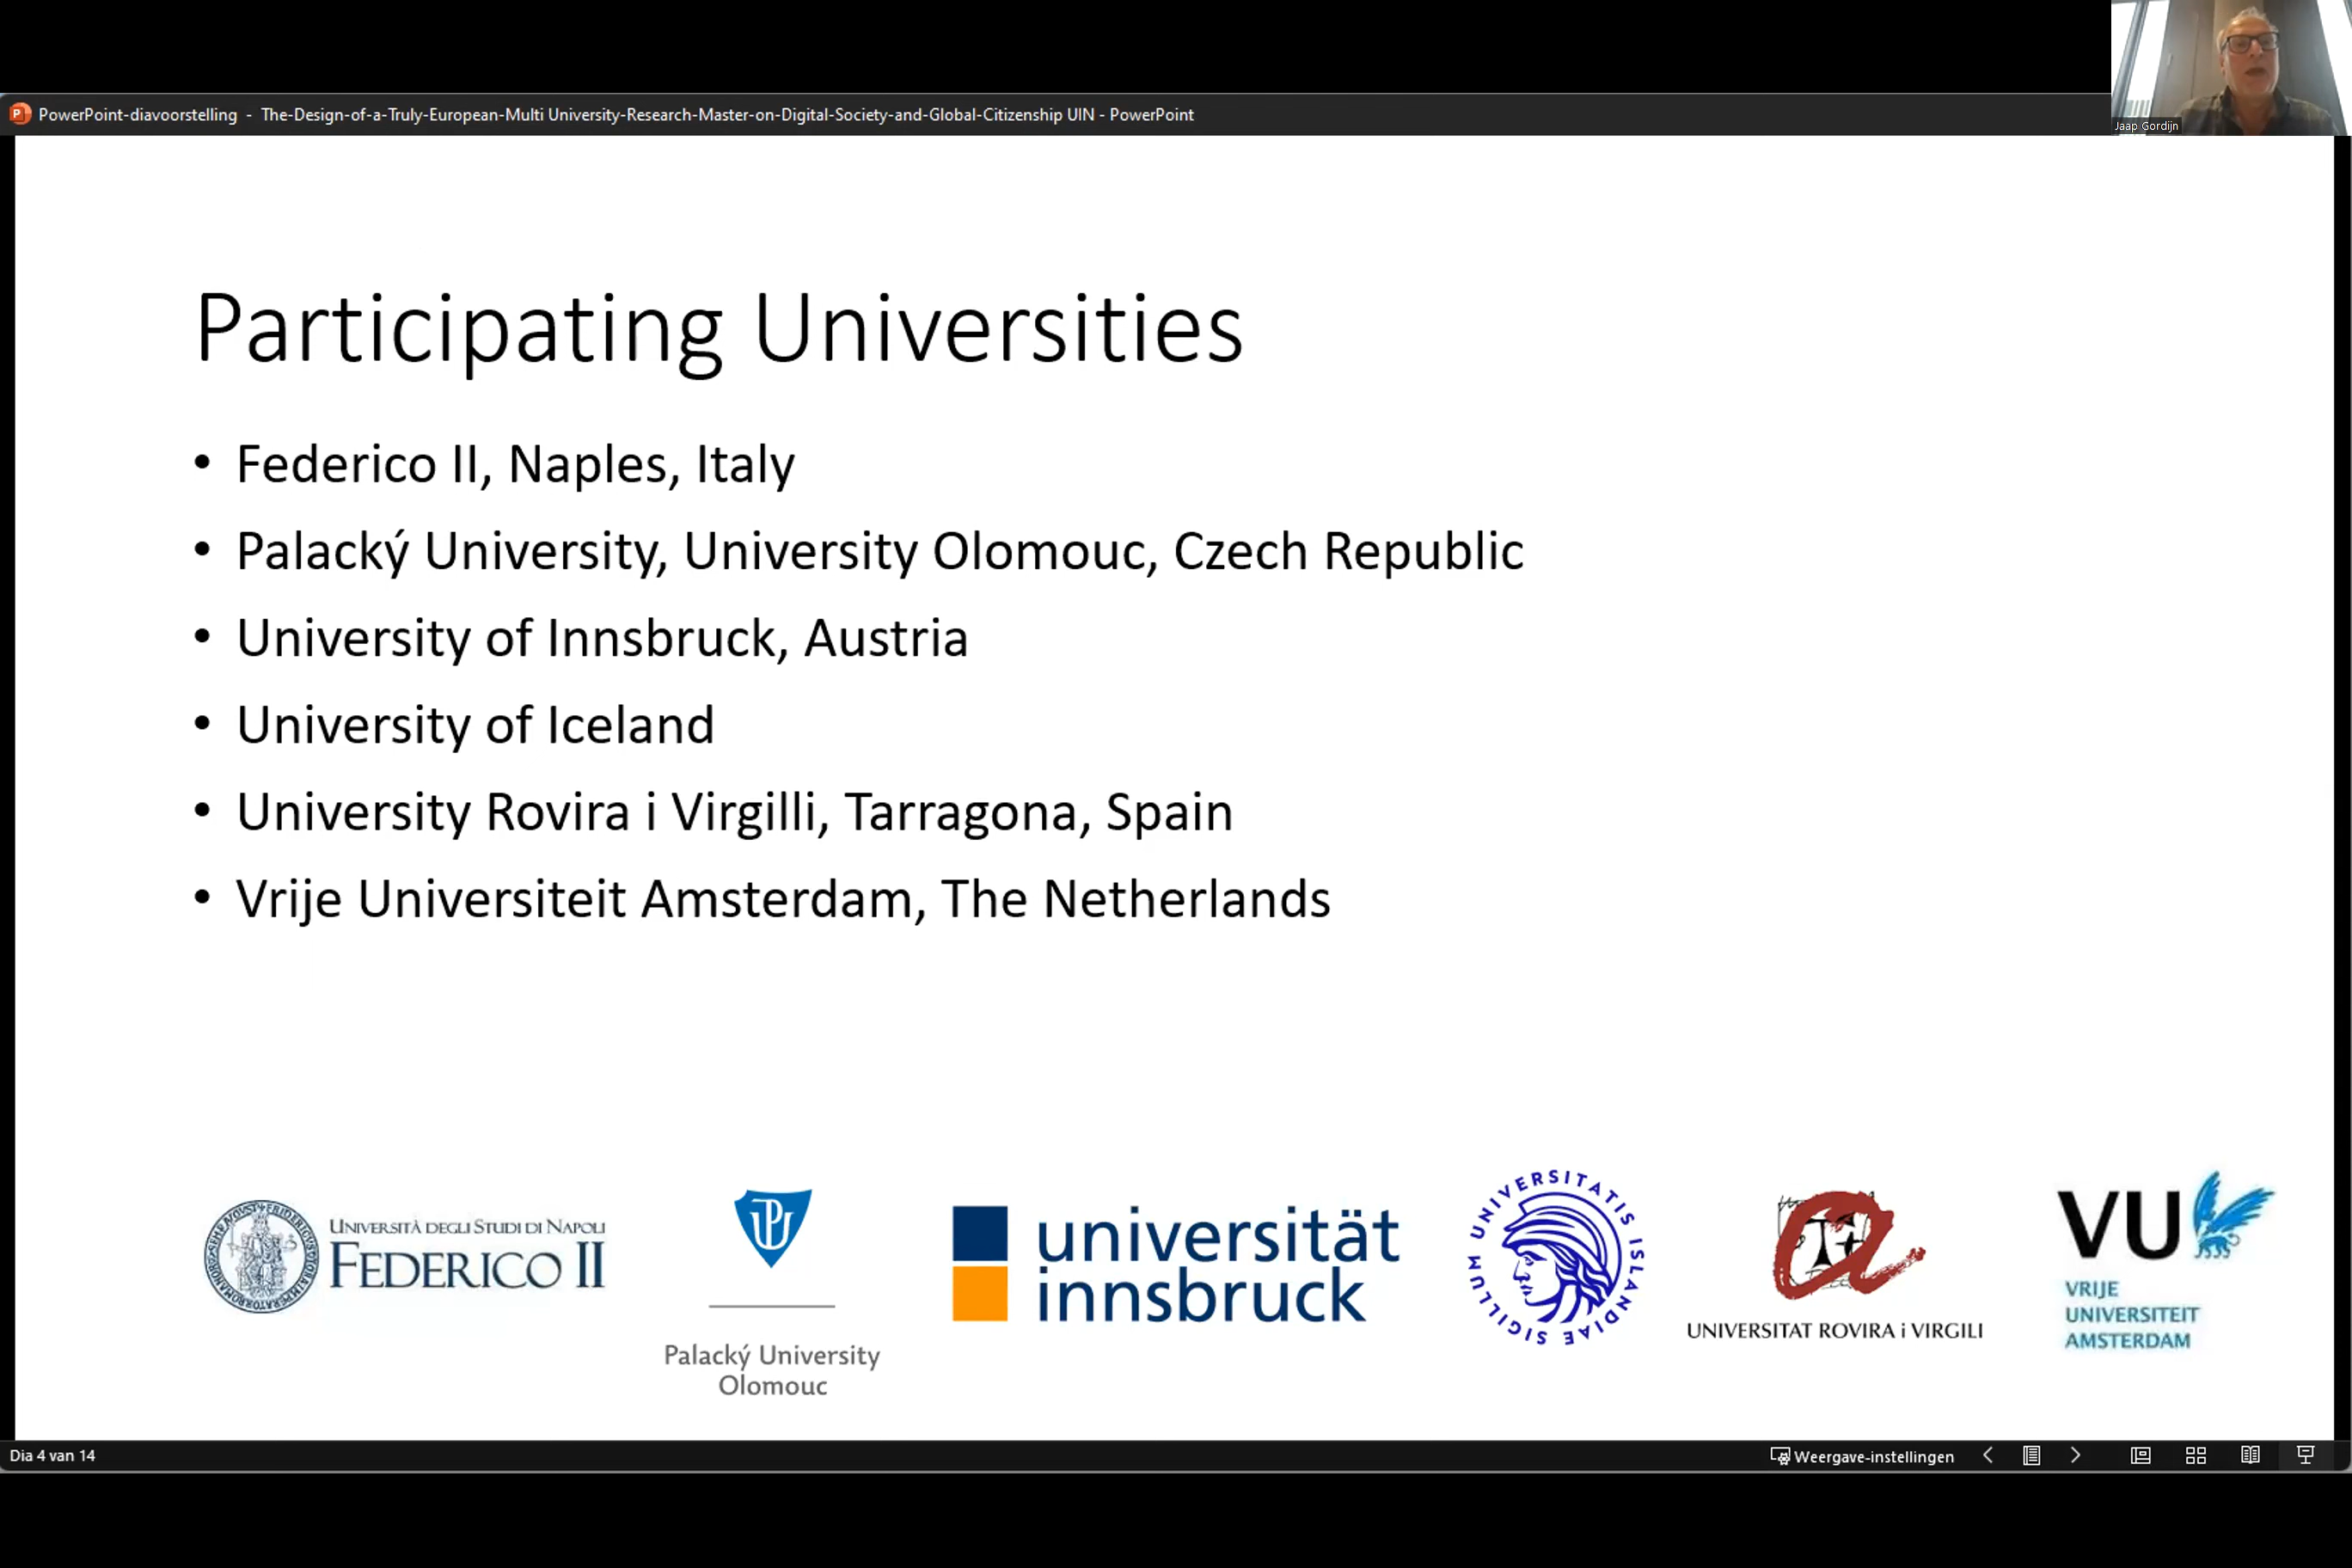 PowerPoint-diavoorstelling - The-Design-of-a-Truly-European-Multi University-Research-Master-on-Digital-Society-and-Global-Citizenship UIN - PowerPoint
Jaap Gordijn
Participating Universities
• Federico II, Naples, Italy
• Palacký University, University Olomouc, Czech Republic
• University of Innsbruck, Austria
• University of Iceland
• University Rovira i Virgilli, Tarragona, Spain
• Vrije Universiteit Amsterdam, The Netherlands
UNIVERSITÀ DEGLI STUDI DI NAPOLI
FEDERICO II
Palacký University
Olomouc
universität
innsbruck
UNIVERSITATIS ISLANDIAE SIGILLUM
UNIVERSITAT ROVIRA i VIRGILI
VU
VRIJE
UNIVERSITEIT
AMSTERDAM
Dia 4 van 14
Weergave-instellingen